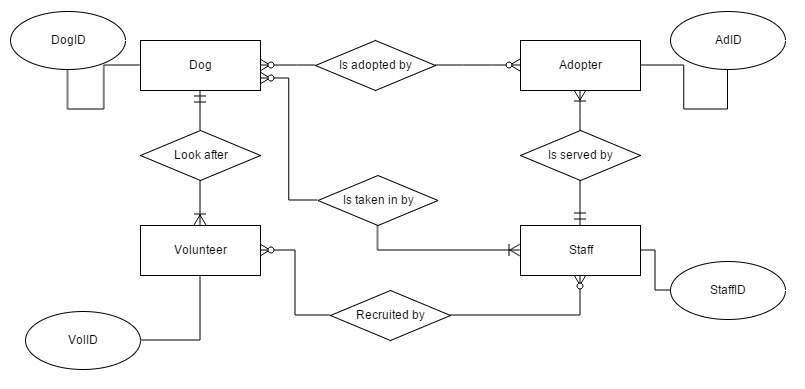 DogID
AdID
Dog
Is adopted by
Adopter
Look after
Is served by
Is taken in by
Volunteer
Staff
StaffID
Recruited by
VolID